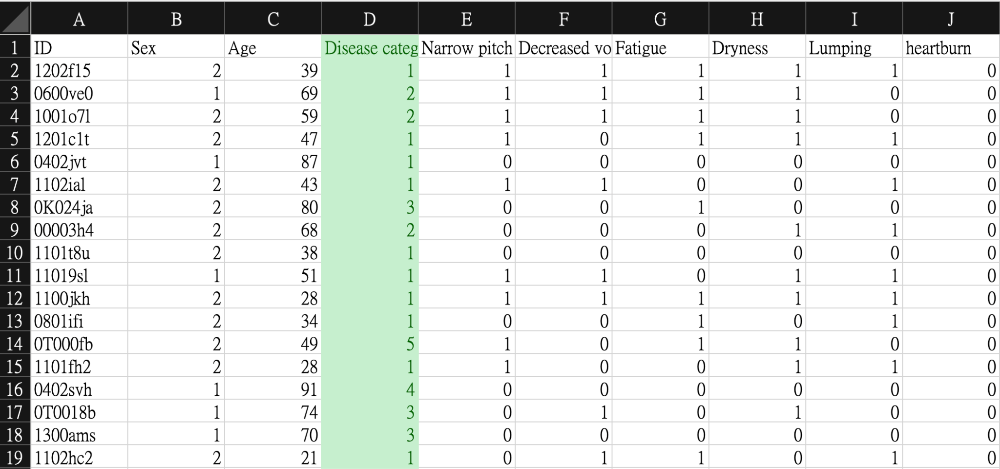 A B C D E F G H I J
1 ID Sex Age Disease categ Narrow pitch Decreased vo Fatigue Dryness Lumping heartburn
2 1202f15 2 39 1 1 1 1 1 1 0
3 0600ve0 1 69 2 1 1 1 1 0 0
4 1001o7l 2 59 2 1 1 1 1 0 0
5 1201c1t 2 47 1 1 0 1 1 1 0
6 0402jvt 1 87 1 0 0 0 0 0 0
7 1102ial 2 43 1 1 1 0 0 1 0
8 0K024ja 2 80 3 0 0 1 0 0 0
9 00003h4 2 68 2 0 0 0 1 1 0
10 1101t8u 2 38 1 0 0 0 0 0 0
11 11019sl 1 51 1 1 1 0 1 1 0
12 1100jkh 2 28 1 1 1 1 1 1 0
13 0801ifi 2 34 1 0 0 1 0 1 0
14 0T000fb 2 49 5 1 0 1 1 0 0
15 1101fh2 2 28 1 1 0 0 1 1 0
16 0402svh 1 91 4 0 0 0 0 0 0
17 0T0018b 1 74 3 0 1 0 1 0 0
18 1300ams 1 70 3 0 0 0 0 0 0
19 1102hc2 2 21 1 0 1 1 0 1 0